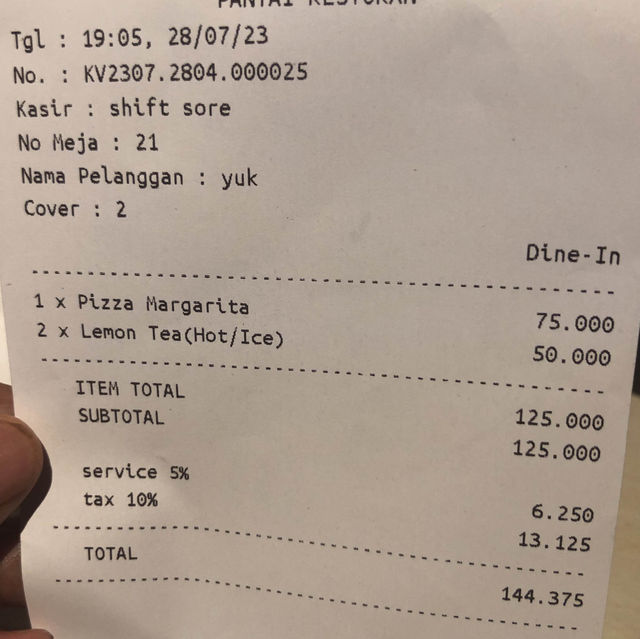 PANTAI RESTORAN
Tgl : 19:05, 28/07/23
No. : KV2307.2804.000025
Kasir : shift sore
No Meja : 21
Nama Pelanggan : yuk
Cover : 2
Dine-In
1 x Pizza Margarita 75.000
2 x Lemon Tea(Hot/Ice) 50.000
ITEM TOTAL 125.000
SUBTOTAL 125.000
service 5% 6.250
tax 10% 13.125
TOTAL 144.375